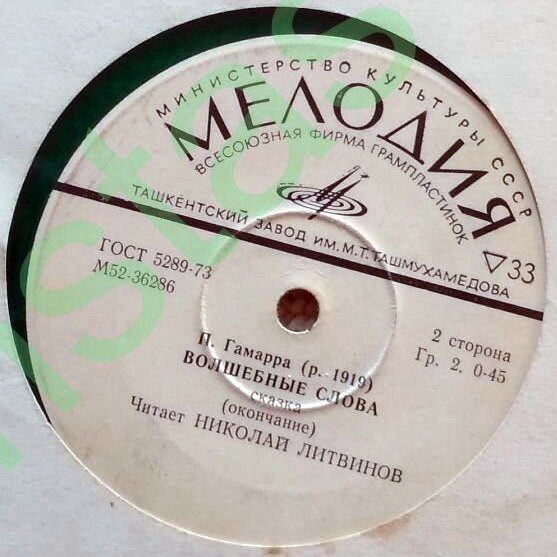 МИНИСТЕРСТВО КУЛЬТУРЫ СССР
МЕЛОДИЯ
ВСЕСОЮЗНАЯ ФИРМА ГРАМПЛАСТИНОК
ТАШКЕНТСКИЙ ЗАВОД ИМ. М.Т. ТАШМУХАМЕДОВА
▽33
ГОСТ 5289-73
М52-36286
2 сторона
Гр. 2. 0-45
П. Гамарра (р. 1919)
ВОЛШЕБНЫЕ СЛОВА
сказка
(окончание)
Читает НИКОЛАЙ ЛИТВИНОВ